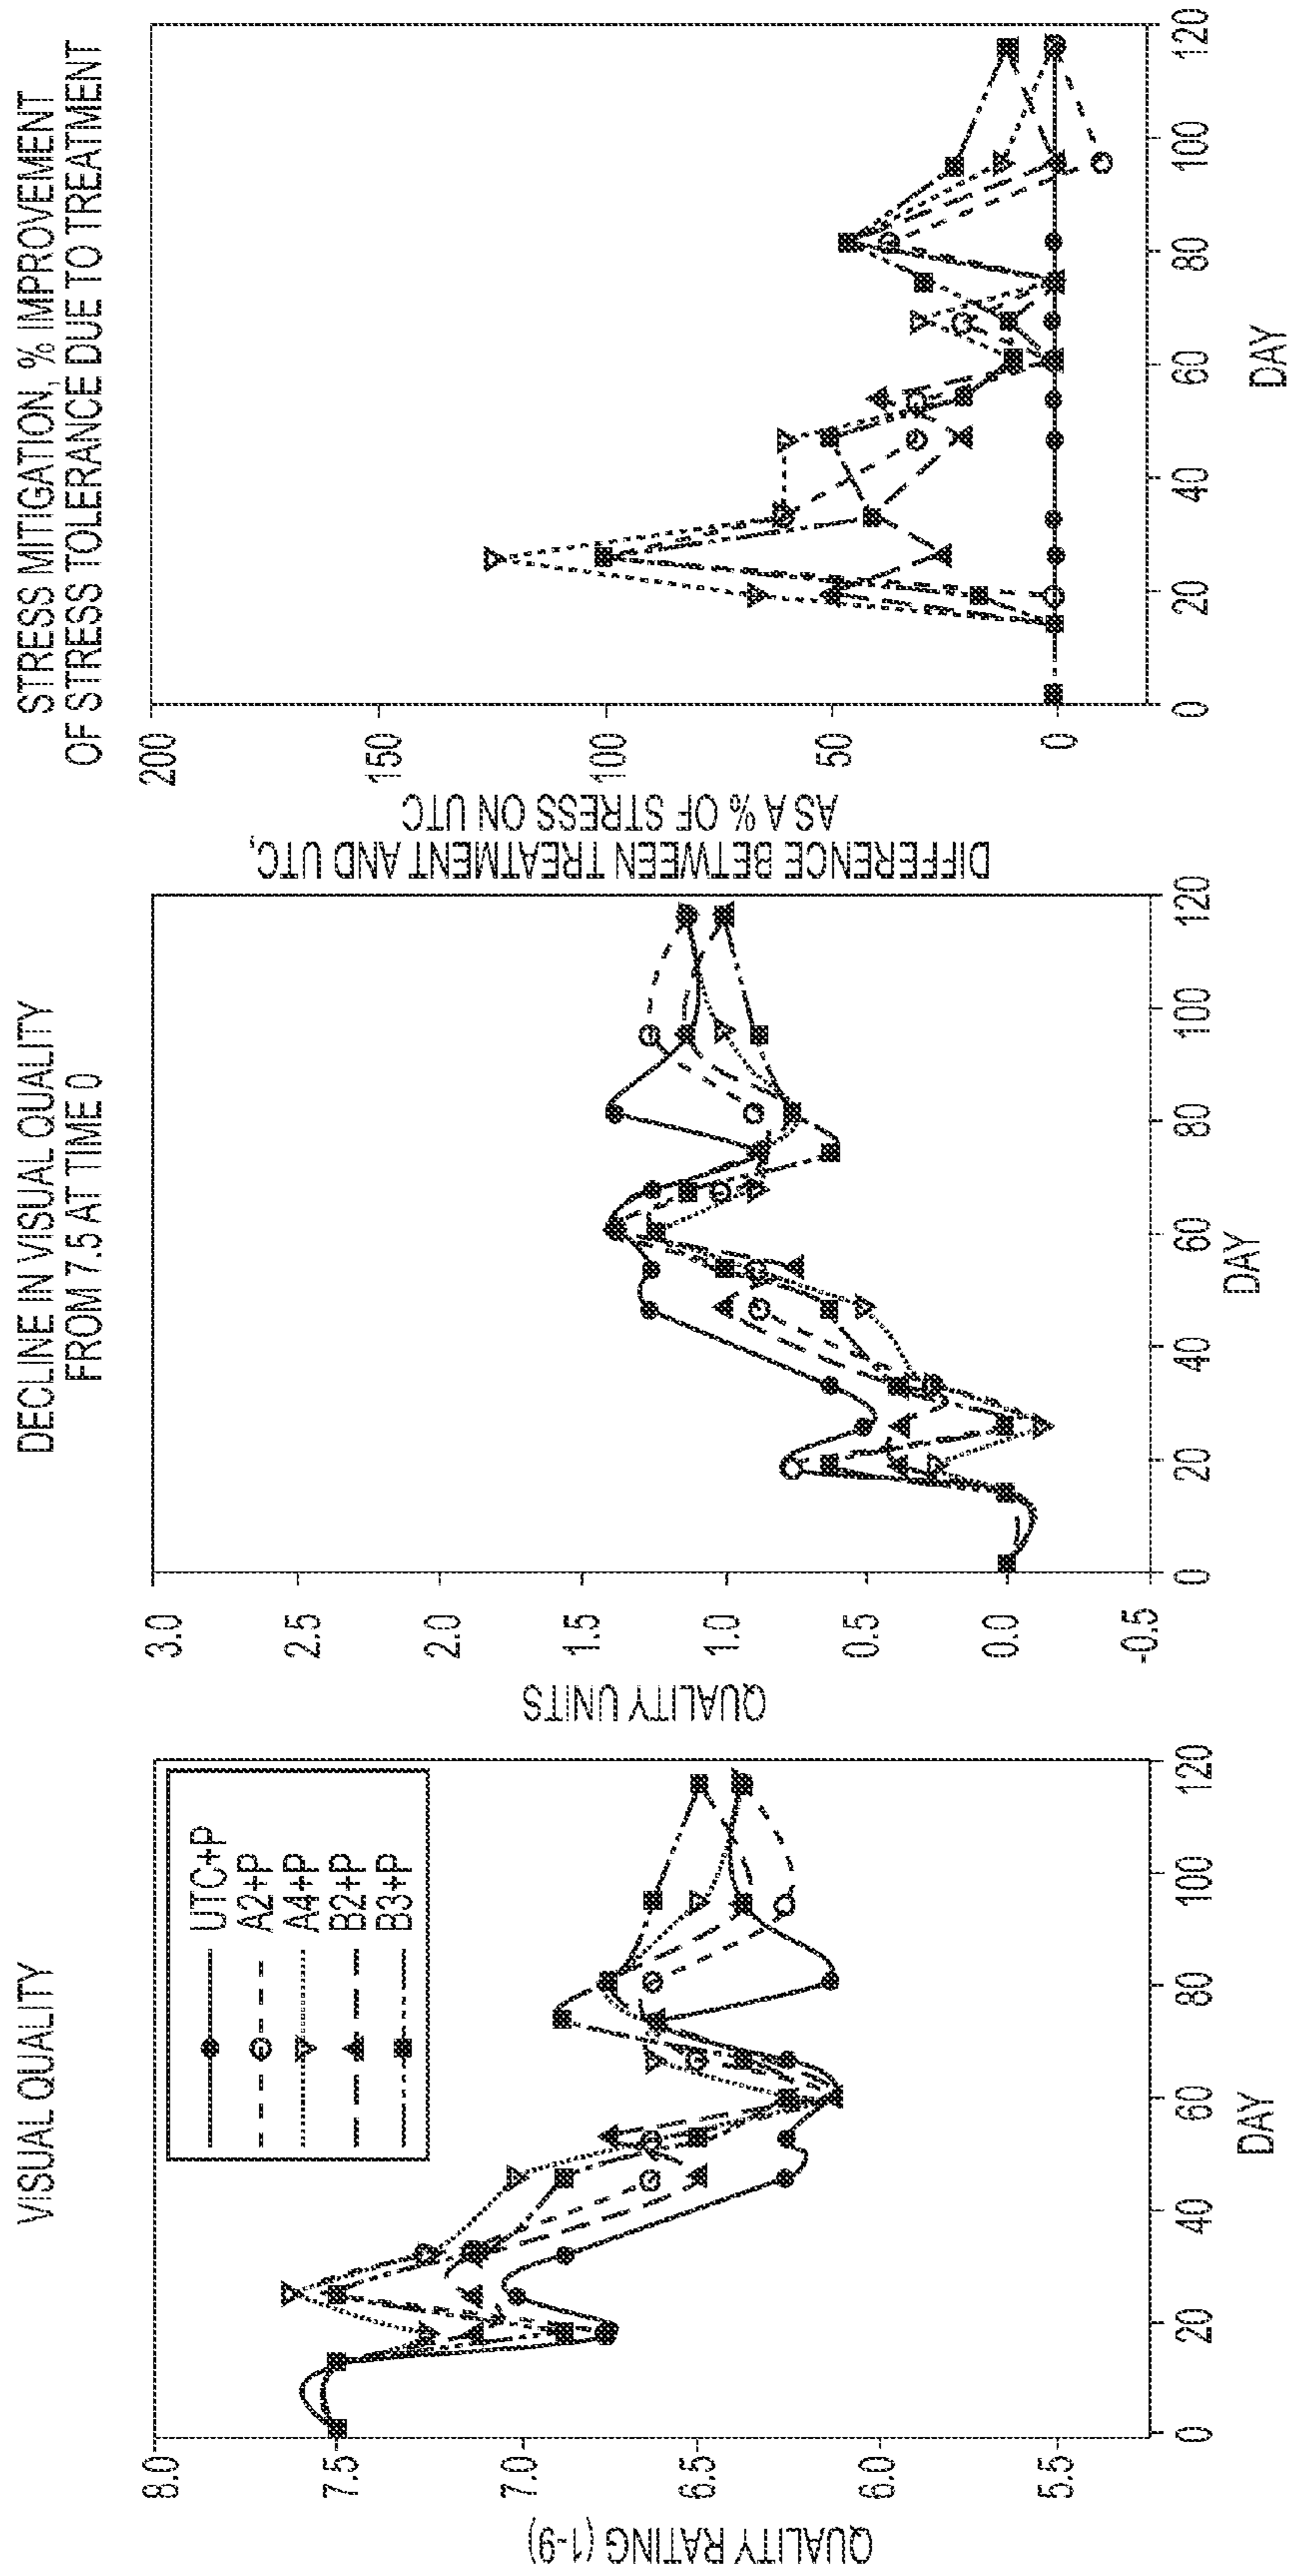 VISUAL QUALITY
QUALITY RATING (1-9)
8.0
7.5
7.0
6.5
6.0
5.5
UTC+P
A2+P
A4+P
B2+P
B3+P
0 20 40 60 80 100 120
DAY
DECLINE IN VISUAL QUALITY
FROM 7.5 AT TIME 0
QUALITY UNITS
3.0
2.5
2.0
1.5
1.0
0.5
0.0
-0.5
0 20 40 60 80 100 120
DAY
STRESS MITIGATION, % IMPROVEMENT
OF STRESS TOLERANCE DUE TO TREATMENT
DIFFERENCE BETWEEN TREATMENT AND UTC,
AS A % OF STRESS ON UTC
200
150
100
50
0
0 20 40 60 80 100 120
DAY